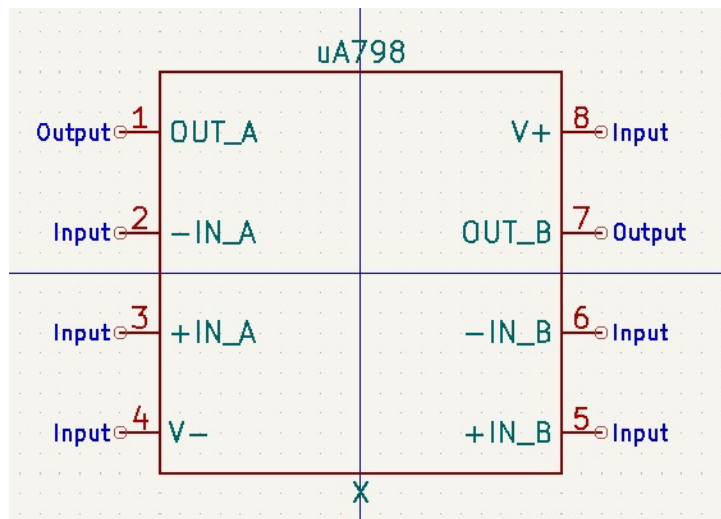 uA798
Output 1 OUT_A V+ 8 Input
Input 2 -IN_A OUT_B 7 Output
Input 3 +IN_A -IN_B 6 Input
Input 4 V- +IN_B 5 Input
X